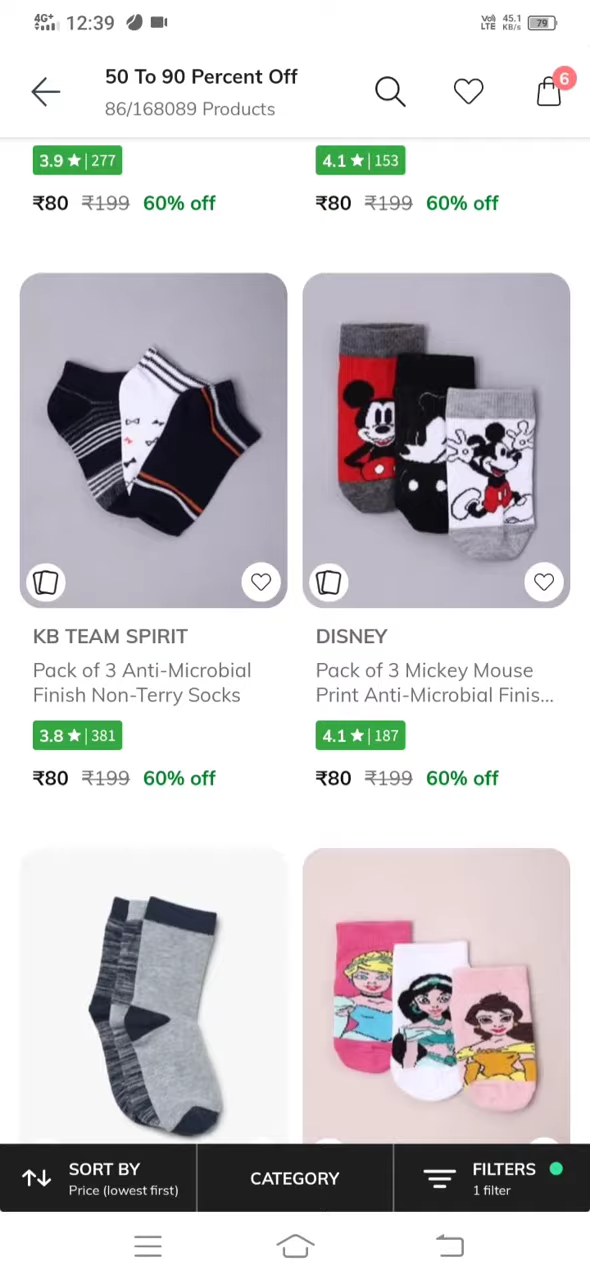 4G+ 12:39 Vo)) LTE 45.1 KB/s 79
50 To 90 Percent Off
86/168089 Products
6
3.9 ★ | 277
4.1 ★ | 153
₹80 ₹199 60% off
₹80 ₹199 60% off
KB TEAM SPIRIT
DISNEY
Pack of 3 Anti-Microbial
Finish Non-Terry Socks
Pack of 3 Mickey Mouse
Print Anti-Microbial Finis...
3.8 ★ | 381
4.1 ★ | 187
₹80 ₹199 60% off
₹80 ₹199 60% off
SORT BY
Price (lowest first)
CATEGORY
FILTERS
1 filter